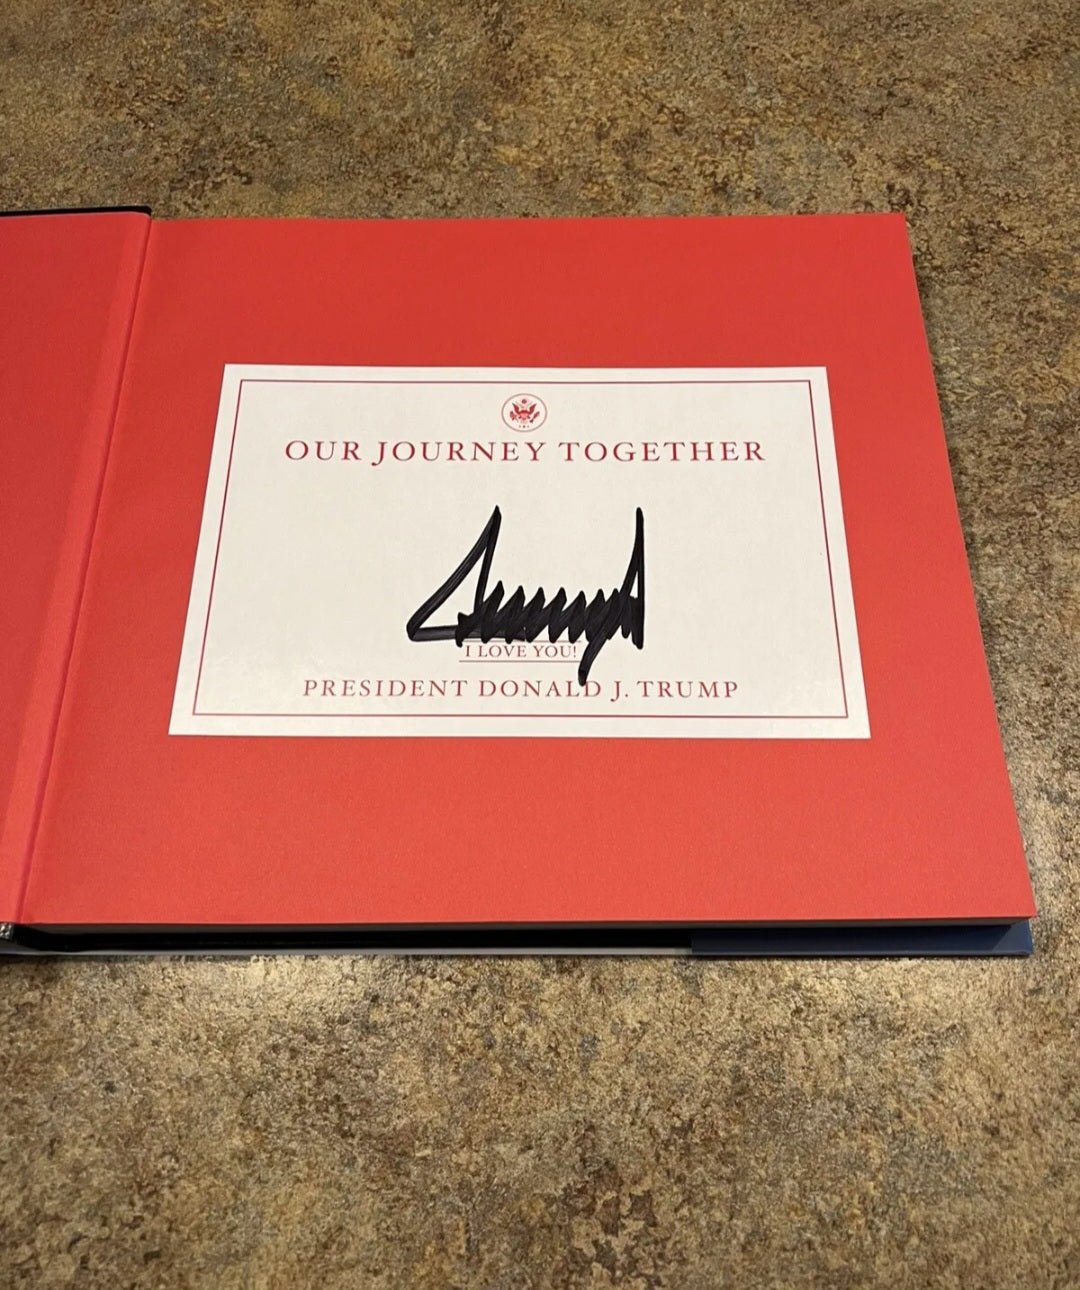 OUR JOURNEY TOGETHER
I LOVE YOU!
PRESIDENT DONALD J. TRUMP